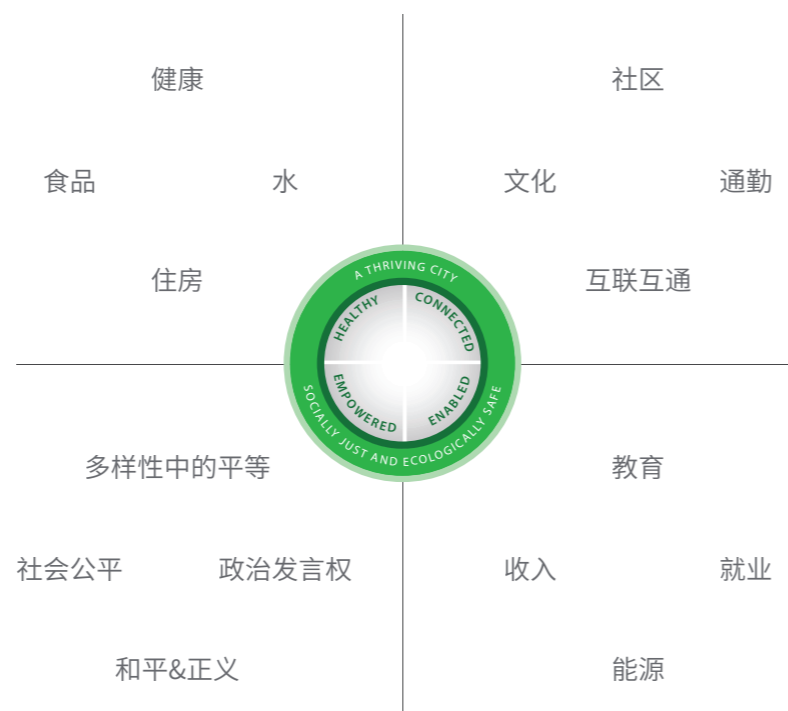 健康
社区
食品
水
文化
通勤
住房
互联互通
A THRIVING CITY
HEALTHY
CONNECTED
EMPOWERED
ENABLED
SOCIALLY JUST AND ECOLOGICALLY SAFE
多样性中的平等
教育
社会公平
政治发言权
收入
就业
和平&正义
能源